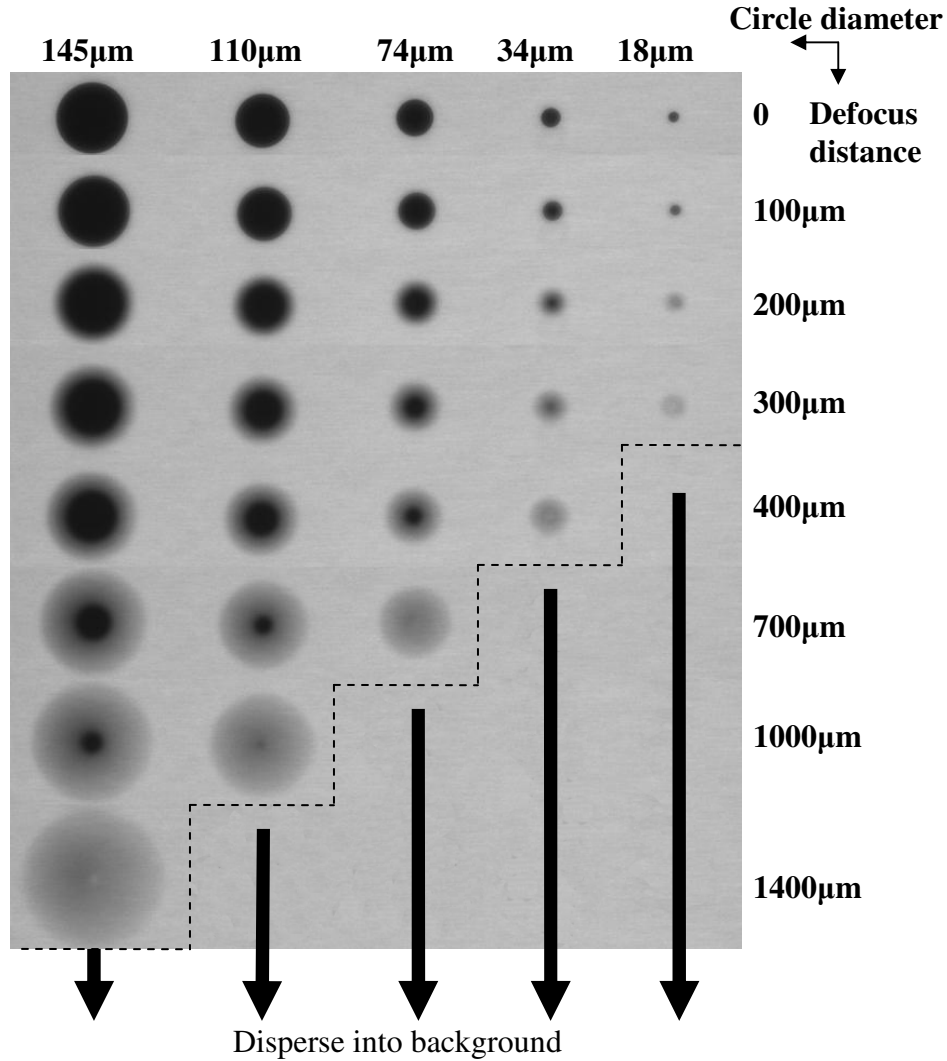 Circle diameter
145μm 110μm 74μm 34μm 18μm
0 Defocus
distance
100μm
200μm
300μm
400μm
700μm
1000μm
1400μm
Disperse into background